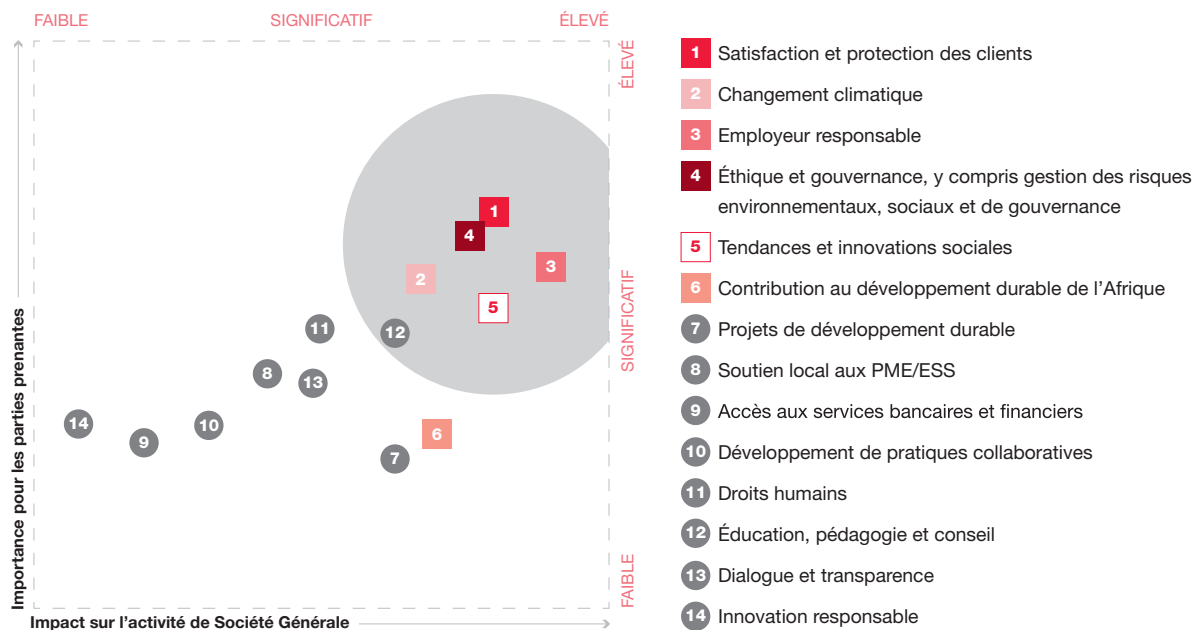 FAIBLE SIGNIFICATIF ÉLEVÉ
ÉLEVÉ
SIGNIFICATIF
FAIBLE
Importance pour les parties prenantes
Impact sur l’activité de Société Générale
1
4
3
2
5
11
12
8
13
14
10
9
6
7
1 Satisfaction et protection des clients
2 Changement climatique
3 Employeur responsable
4 Éthique et gouvernance, y compris gestion des risques
environnementaux, sociaux et de gouvernance
5 Tendances et innovations sociales
6 Contribution au développement durable de l’Afrique
7 Projets de développement durable
8 Soutien local aux PME/ESS
9 Accès aux services bancaires et financiers
10 Développement de pratiques collaboratives
11 Droits humains
12 Éducation, pédagogie et conseil
13 Dialogue et transparence
14 Innovation responsable